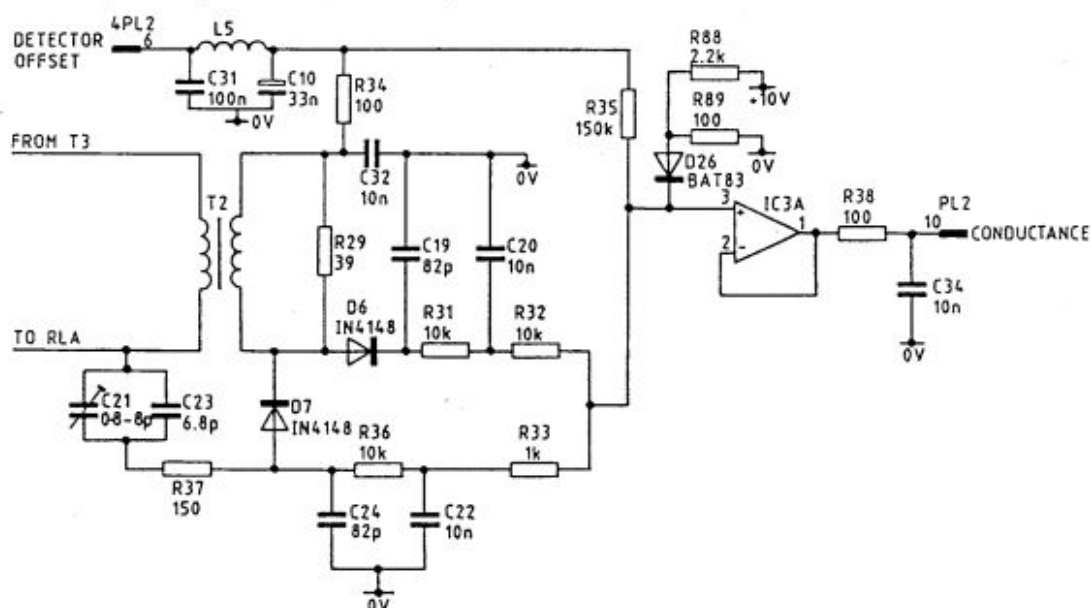 4PL2
6
L5
DETECTOR
OFFSET
C31
100n
C10
33n
0V
R34
100
R35
150k
R88
2.2k
+10V
R89
100
0V
D26
BAT83
FROM T3
T2
C32
10n
0V
R29
39
C19
82p
C20
10n
3
+
2
-
IC3A
1
R38
100
PL2
10
CONDUCTANCE
C34
10n
0V
D6
IN4148
R31
10k
R32
10k
TO RLA
C21
0·8-8p
C23
6.8p
D7
IN4148
R36
10k
R33
1k
R37
150
C24
82p
C22
10n
0V